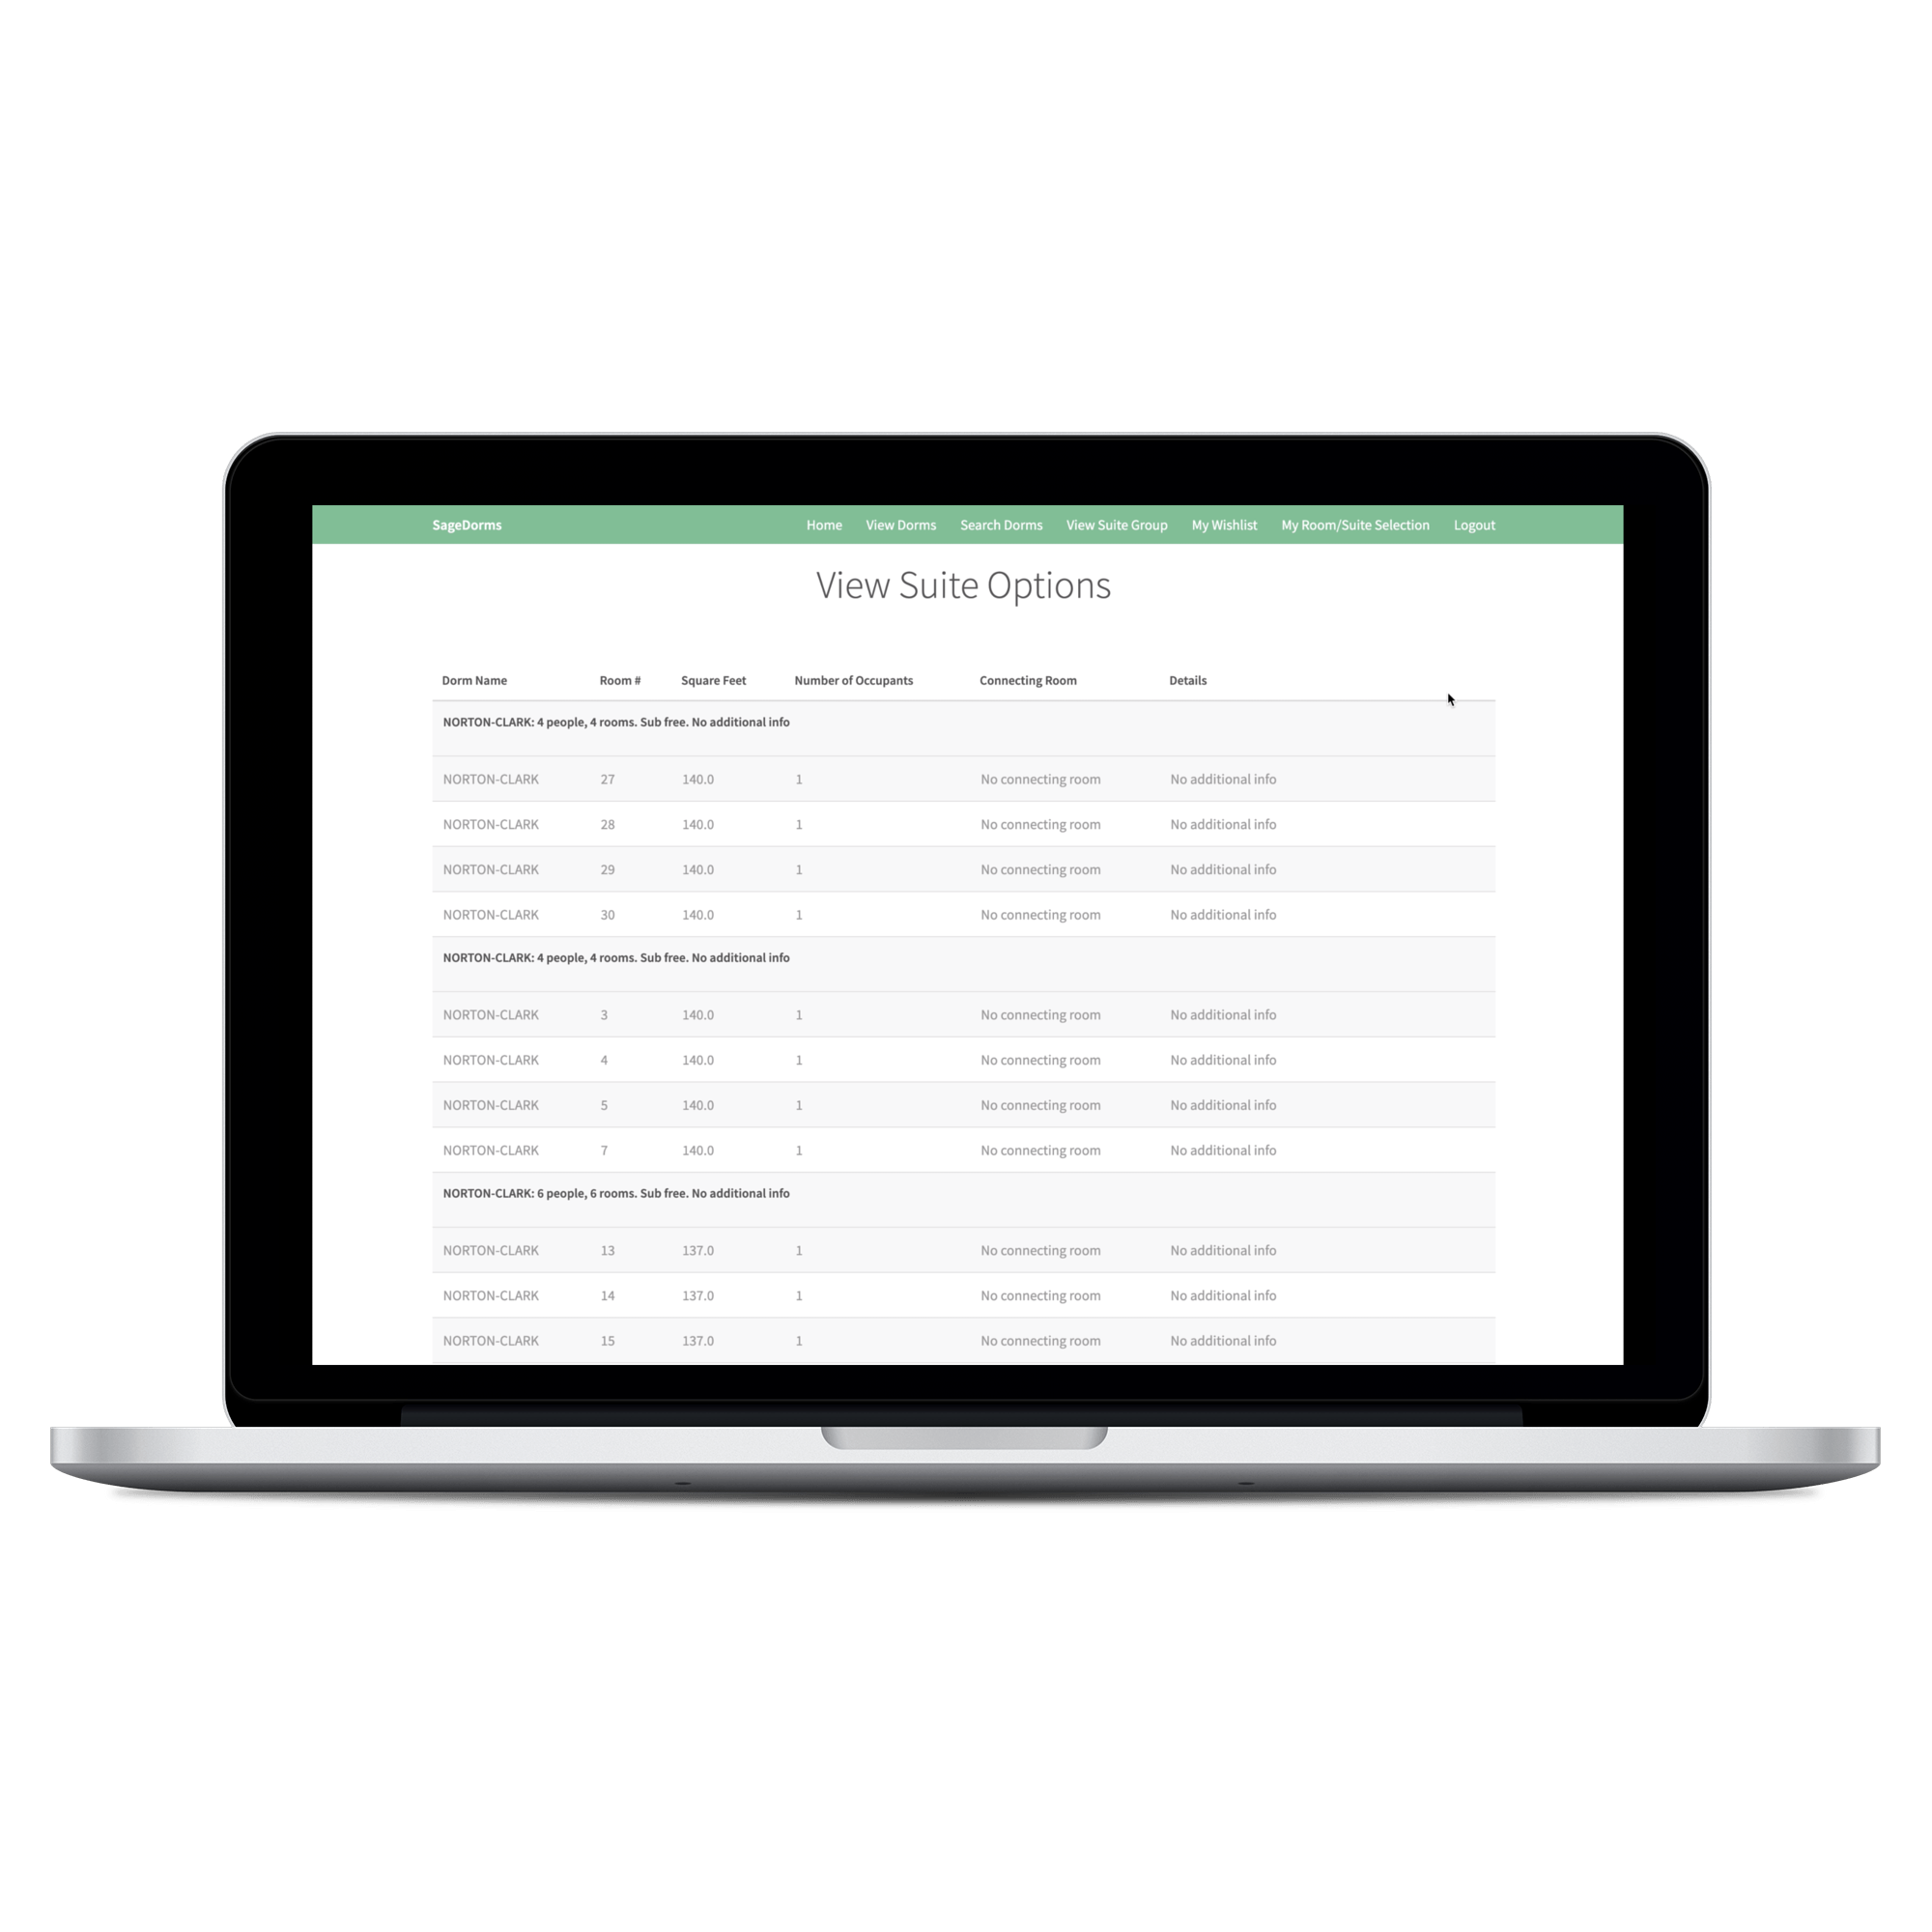 SageDorms Home View Dorms Search Dorms View Suite Group My Wishlist My Room/Suite Selection Logout
View Suite Options
Dorm Name Room # Square Feet Number of Occupants Connecting Room Details
NORTON-CLARK: 4 people, 4 rooms. Sub free. No additional info
NORTON-CLARK 27 140.0 1 No connecting room No additional info
NORTON-CLARK 28 140.0 1 No connecting room No additional info
NORTON-CLARK 29 140.0 1 No connecting room No additional info
NORTON-CLARK 30 140.0 1 No connecting room No additional info
NORTON-CLARK: 4 people, 4 rooms. Sub free. No additional info
NORTON-CLARK 3 140.0 1 No connecting room No additional info
NORTON-CLARK 4 140.0 1 No connecting room No additional info
NORTON-CLARK 5 140.0 1 No connecting room No additional info
NORTON-CLARK 7 140.0 1 No connecting room No additional info
NORTON-CLARK: 6 people, 6 rooms. Sub free. No additional info
NORTON-CLARK 13 137.0 1 No connecting room No additional info
NORTON-CLARK 14 137.0 1 No connecting room No additional info
NORTON-CLARK 15 137.0 1 No connecting room No additional info